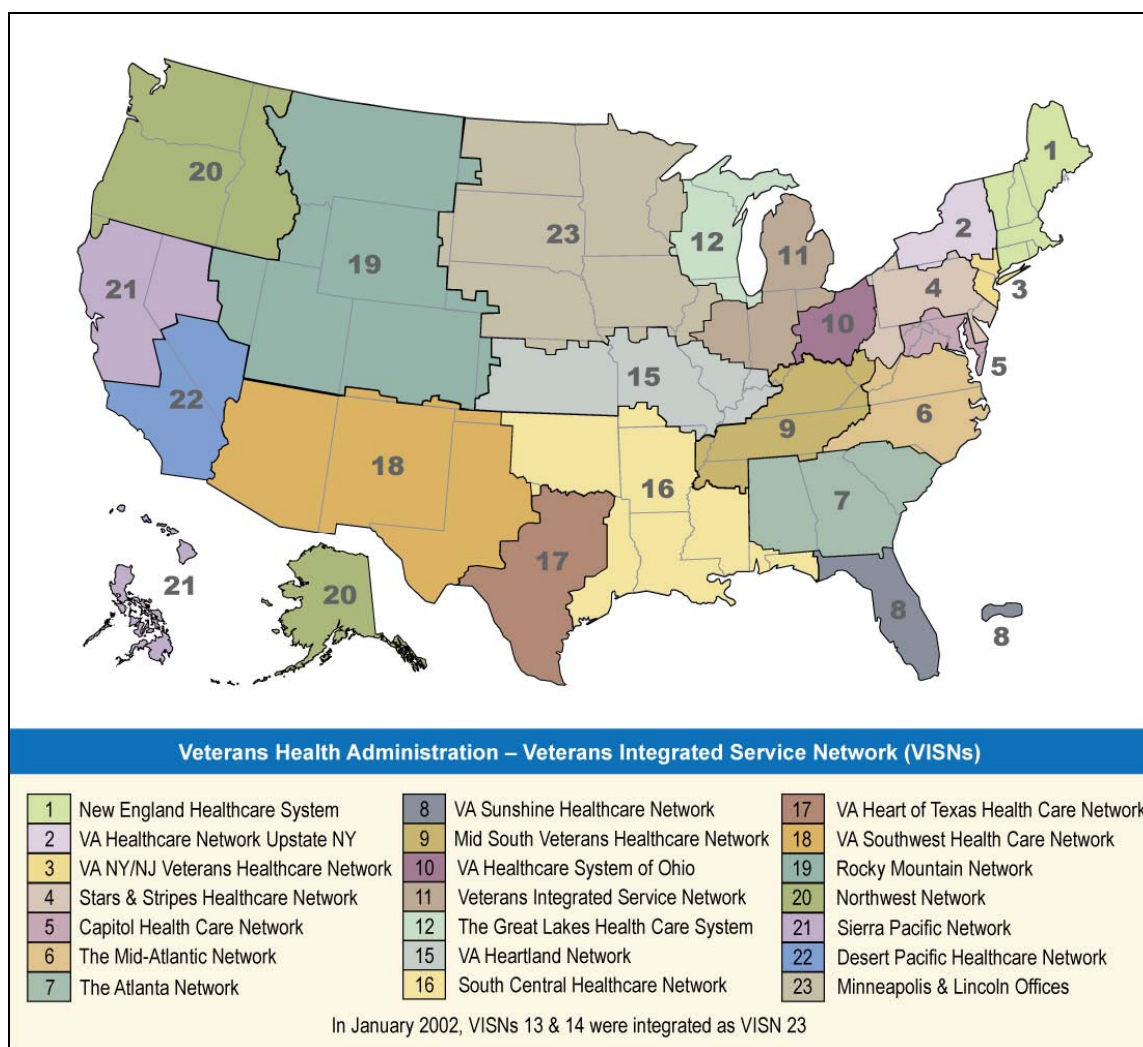 1
20
2
23
12
19
11
21
4
3
10
5
15
22
6
9
18
16
7
17
21
20
8
8
Veterans Health Administration – Veterans Integrated Service Network (VISNs)
1 New England Healthcare System
2 VA Healthcare Network Upstate NY
3 VA NY/NJ Veterans Healthcare Network
4 Stars & Stripes Healthcare Network
5 Capitol Health Care Network
6 The Mid-Atlantic Network
7 The Atlanta Network
8 VA Sunshine Healthcare Network
9 Mid South Veterans Healthcare Network
10 VA Healthcare System of Ohio
11 Veterans Integrated Service Network
12 The Great Lakes Health Care System
15 VA Heartland Network
16 South Central Healthcare Network
17 VA Heart of Texas Health Care Network
18 VA Southwest Health Care Network
19 Rocky Mountain Network
20 Northwest Network
21 Sierra Pacific Network
22 Desert Pacific Healthcare Network
23 Minneapolis & Lincoln Offices
In January 2002, VISNs 13 & 14 were integrated as VISN 23